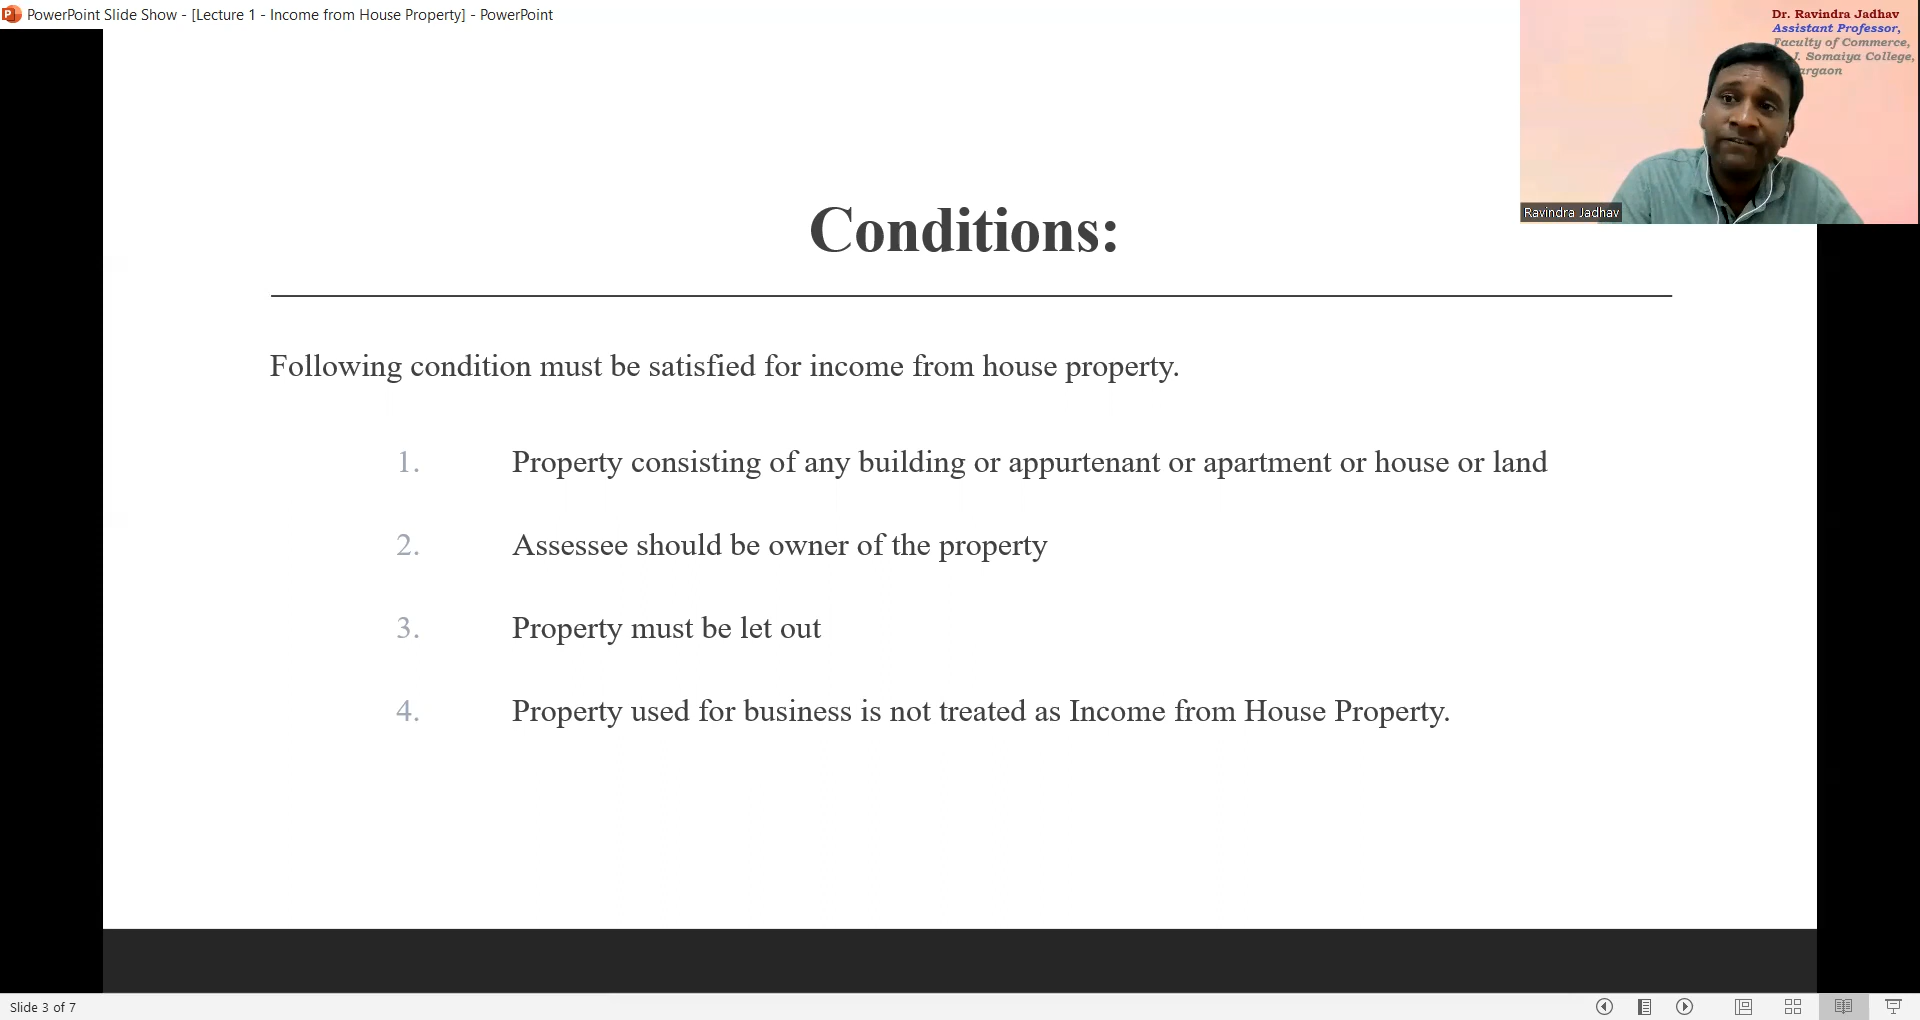 PowerPoint Slide Show - [Lecture 1 - Income from House Property] - PowerPoint
Dr. Ravindra Jadhav
Assistant Professor,
Faculty of Commerce,
J. Somaiya College,
Ravindra Jadhav
Conditions:
Following condition must be satisfied for income from house property.
1. Property consisting of any building or appurtenant or apartment or house or land
2. Assessee should be owner of the property
3. Property must be let out
4. Property used for business is not treated as Income from House Property.
Slide 3 of 7